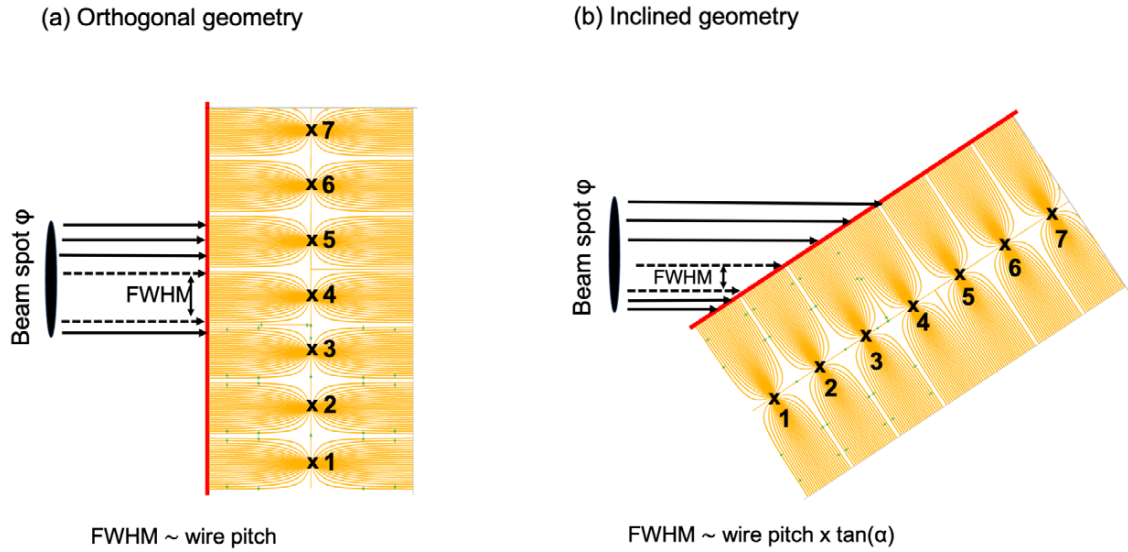 (a) Orthogonal geometry
Beam spot φ
FWHM
7
6
5
4
3
2
1
FWHM ~ wire pitch
(b) Inclined geometry
Beam spot φ
FWHM
7
6
5
4
3
2
1
FWHM ~ wire pitch x tan(α)